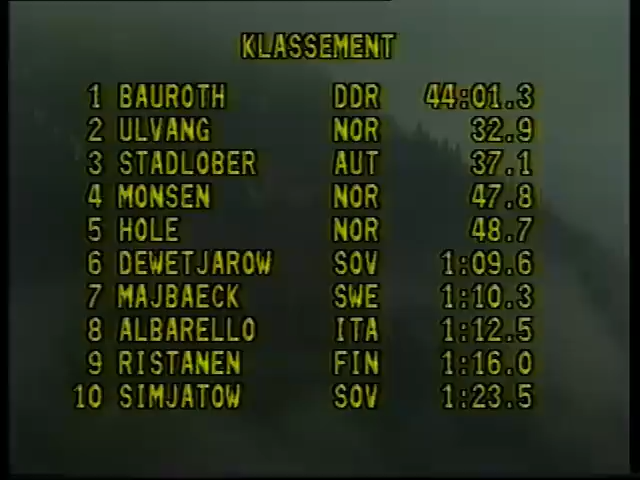 KLASSEMENT
1 BAUROTH DDR 44:01.3
2 ULVANG NOR 32.9
3 STADLOBER AUT 37.1
4 MONSEN NOR 47.8
5 HOLE NOR 48.7
6 DEWETJAROW SOV 1:09.6
7 MAJBAECK SWE 1:10.3
8 ALBARELLO ITA 1:12.5
9 RISTANEN FIN 1:16.0
10 SIMJATOW SOV 1:23.5